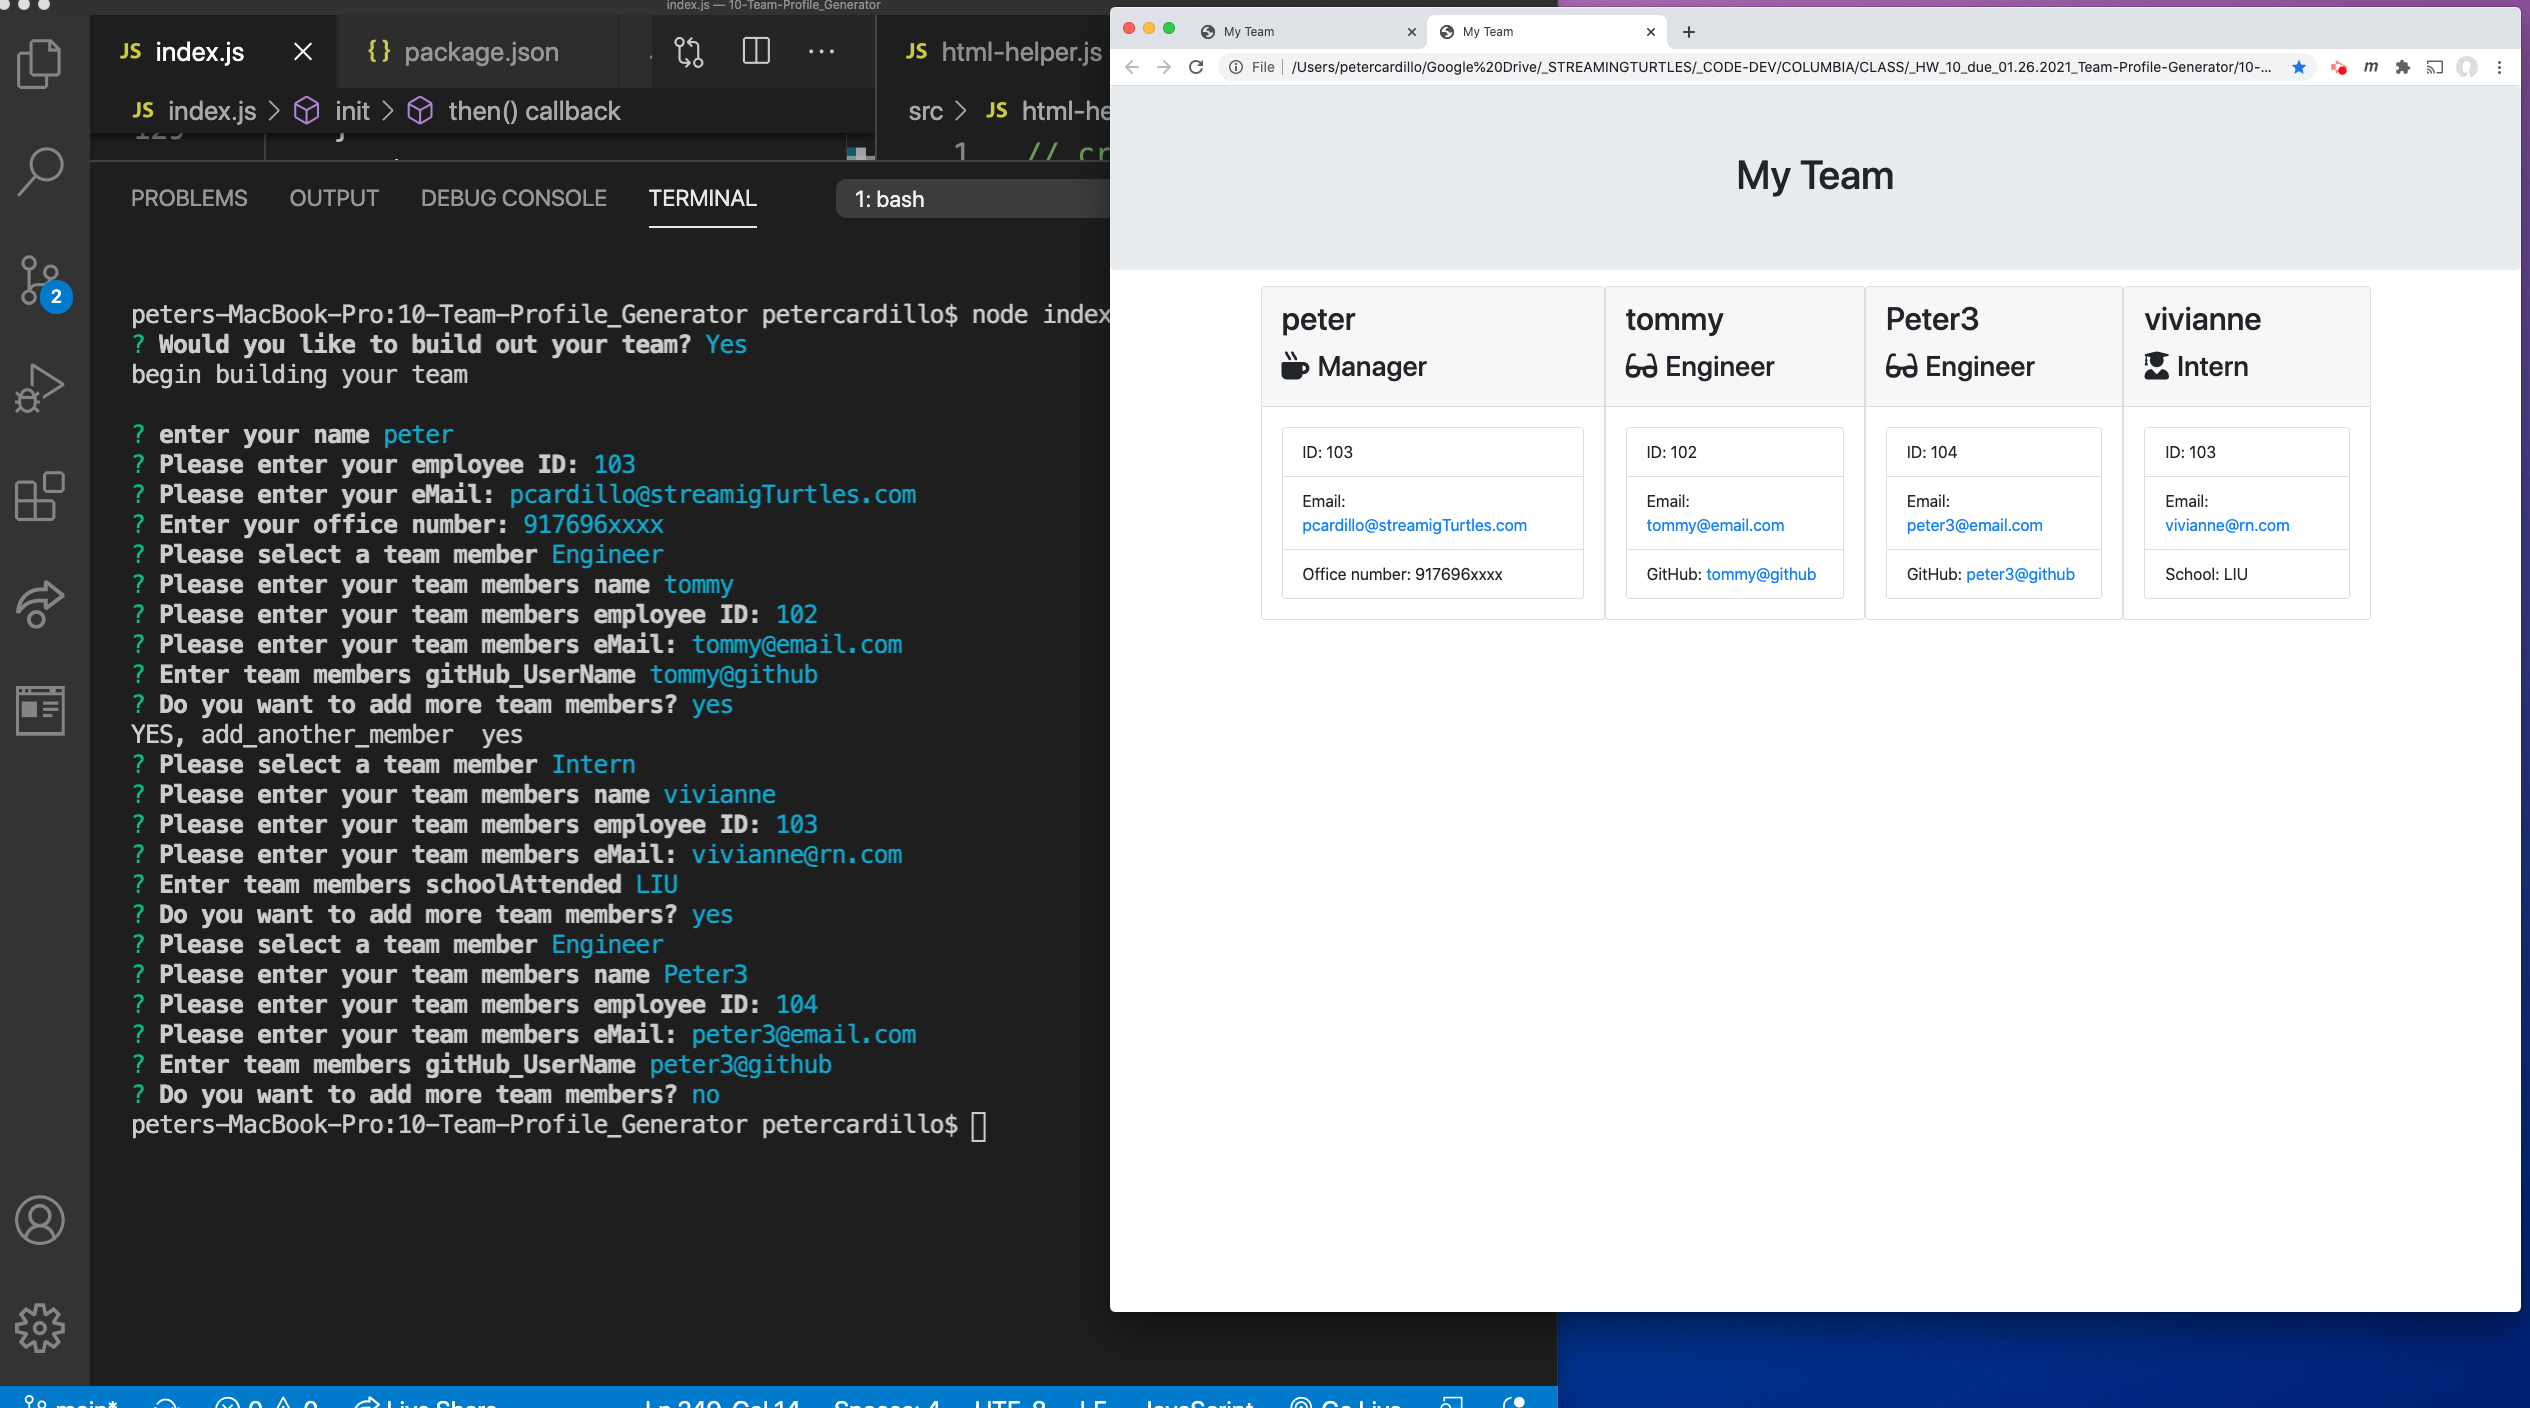 index.js — 10-Team-Profile_Generator
JS index.js
{} package.json
JS html-helper.js
JS index.js > init > then() callback
src > JS html-he
129
1 // cr
PROBLEMS OUTPUT DEBUG CONSOLE TERMINAL
1: bash
2
peters-MacBook-Pro:10-Team-Profile_Generator petercardillo$ node index
? Would you like to build out your team? Yes
begin building your team
? enter your name peter
? Please enter your employee ID: 103
? Please enter your eMail: pcardillo@streamigTurtles.com
? Enter your office number: 917696xxxx
? Please select a team member Engineer
? Please enter your team members name tommy
? Please enter your team members employee ID: 102
? Please enter your team members eMail: tommy@email.com
? Enter team members gitHub_UserName tommy@github
? Do you want to add more team members? yes
YES, add_another_member  yes
? Please select a team member Intern
? Please enter your team members name vivianne
? Please enter your team members employee ID: 103
? Please enter your team members eMail: vivianne@rn.com
? Enter team members schoolAttended LIU
? Do you want to add more team members? yes
? Please select a team member Engineer
? Please enter your team members name Peter3
? Please enter your team members employee ID: 104
? Please enter your team members eMail: peter3@email.com
? Enter team members gitHub_UserName peter3@github
? Do you want to add more team members? no
peters-MacBook-Pro:10-Team-Profile_Generator petercardillo$
main* 0 0 Live Share Ln 249, Col 14 Spaces: 4 UTF-8 LF JavaScript Go Live
My Team
My Team
File | /Users/petercardillo/Google%20Drive/_STREAMINGTURTLES/_CODE-DEV/COLUMBIA/CLASS/_HW_10_due_01.26.2021_Team-Profile-Generator/10-...
m
My Team
peter
Manager
ID: 103
Email:
pcardillo@streamigTurtles.com
Office number: 917696xxxx
tommy
Engineer
ID: 102
Email:
tommy@email.com
GitHub: tommy@github
Peter3
Engineer
ID: 104
Email:
peter3@email.com
GitHub: peter3@github
vivianne
Intern
ID: 103
Email:
vivianne@rn.com
School: LIU